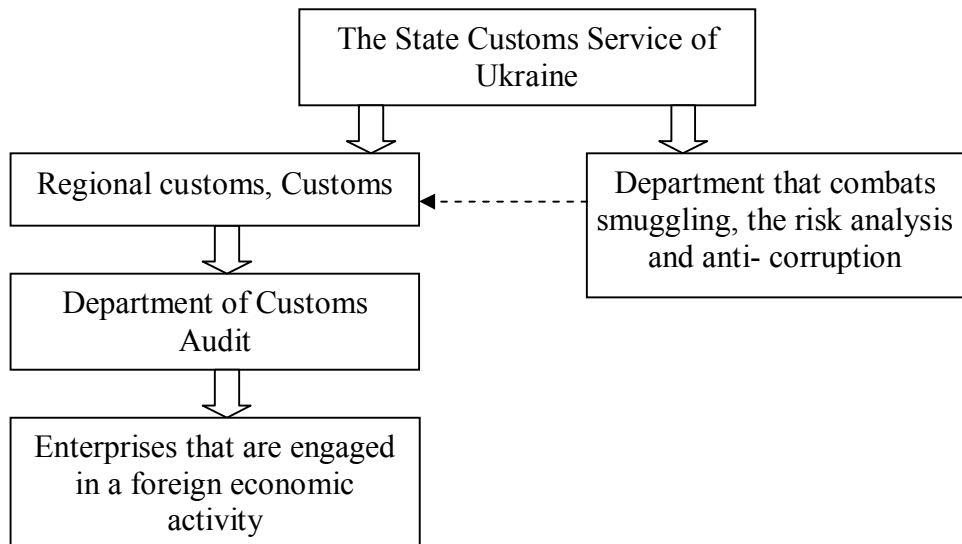 The State Customs Service of
Ukraine
Regional customs, Customs
Department that combats
smuggling, the risk analysis
and anti- corruption
Department of Customs
Audit
Enterprises that are engaged
in a foreign economic
activity